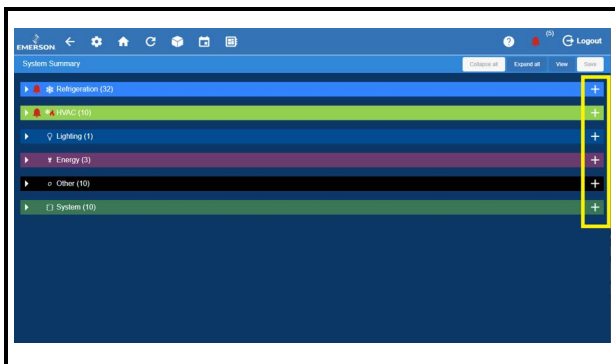 EMERSON
(5)
Logout
System Summary
Collapse all
Expand all
View
Save
Refrigeration (32)
HVAC (10)
Lighting (1)
Energy (3)
Other (10)
System (10)